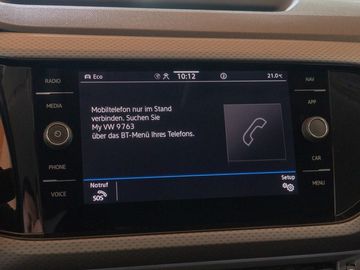 RADIO
MEDIA
PHONE
VOICE
Eco 10:12 21.0°C
Mobiltelefon nur im Stand
verbinden. Suchen Sie
My VW 9763
über das BT-Menü Ihres Telefons.
Notruf
SOS
Setup
NAV
APP
CAR
MENU